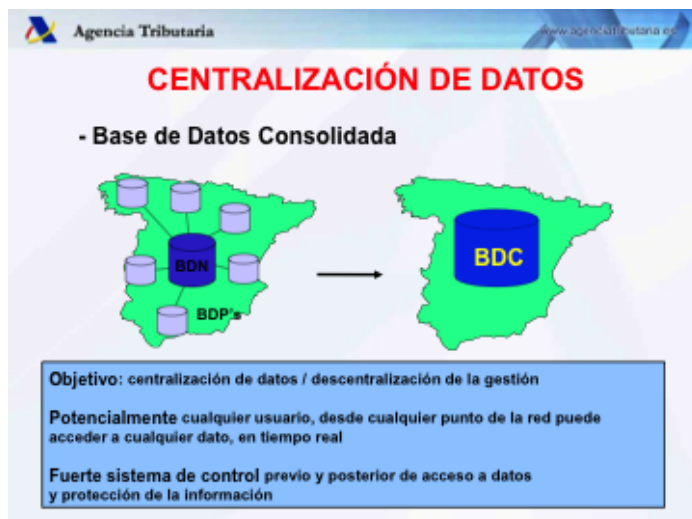 Agencia Tributaria
www.agenciatributaria.es
CENTRALIZACIÓN DE DATOS
- Base de Datos Consolidada
BDN
BDP's
BDC
Objetivo: centralización de datos / descentralización de la gestión
Potencialmente cualquier usuario, desde cualquier punto de la red puede
acceder a cualquier dato, en tiempo real
Fuerte sistema de control previo y posterior de acceso a datos
y protección de la información